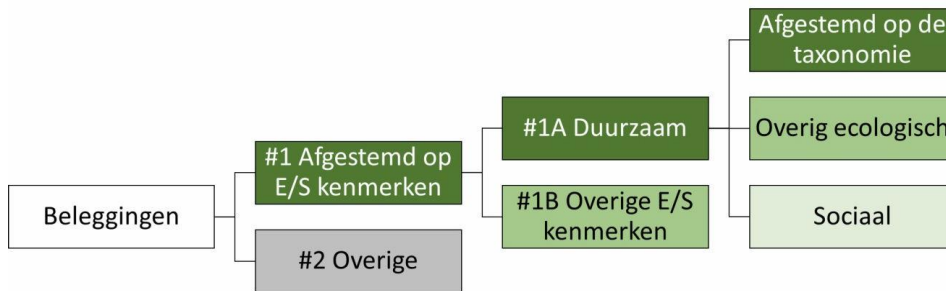 Afgestemd op de
taxonomie
#1A Duurzaam
Overig ecologisch
#1 Afgestemd op
E/S kenmerken
Beleggingen
#1B Overige E/S
kenmerken
Sociaal
#2 Overige